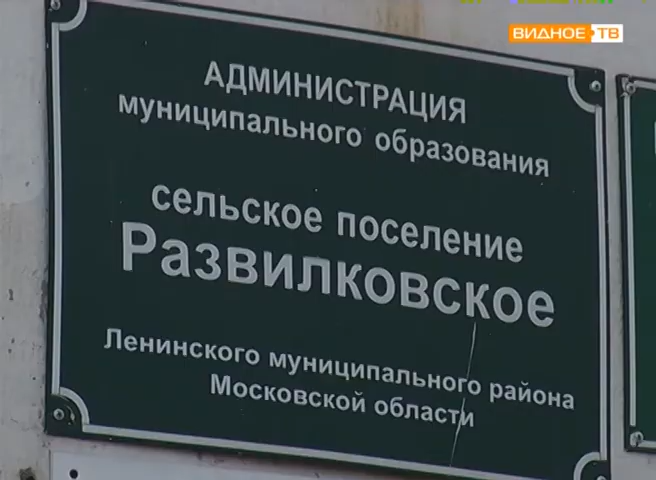 ВИДНОЕ ТВ
АДМИНИСТРАЦИЯ
муниципального образования
сельское поселение
Развилковское
Ленинского муниципального района
Московской области